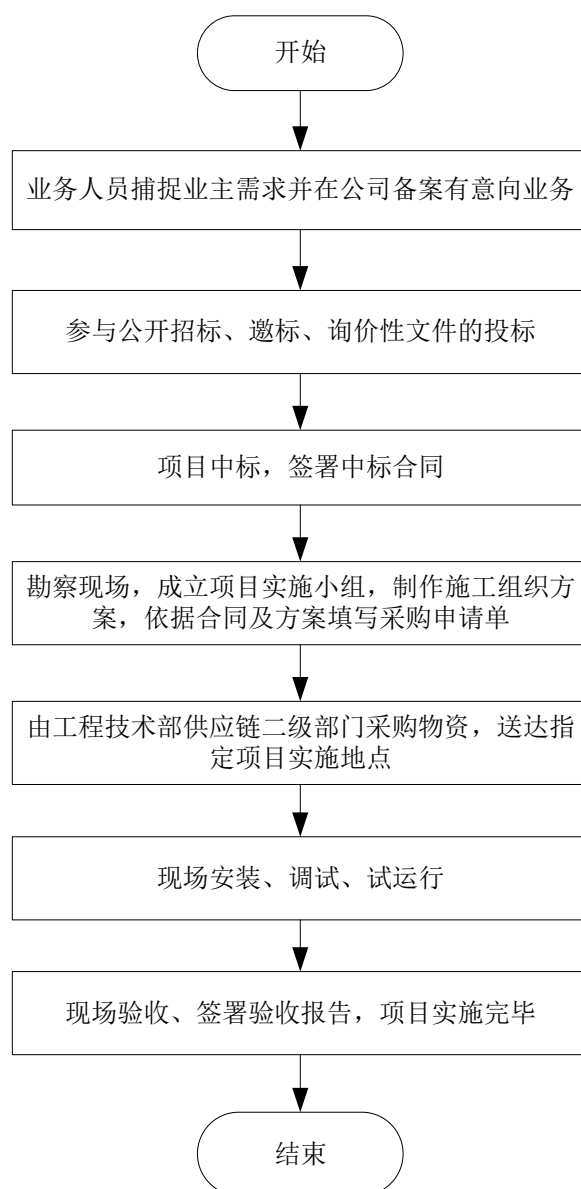 开始
业务人员捕捉业主需求并在公司备案有意向业务
参与公开招标、邀标、询价性文件的投标
项目中标，签署中标合同
勘察现场，成立项目实施小组，制作施工组织方
案，依据合同及方案填写采购申请单
由工程技术部供应链二级部门采购物资，送达指
定项目实施地点
现场安装、调试、试运行
现场验收、签署验收报告，项目实施完毕
结束